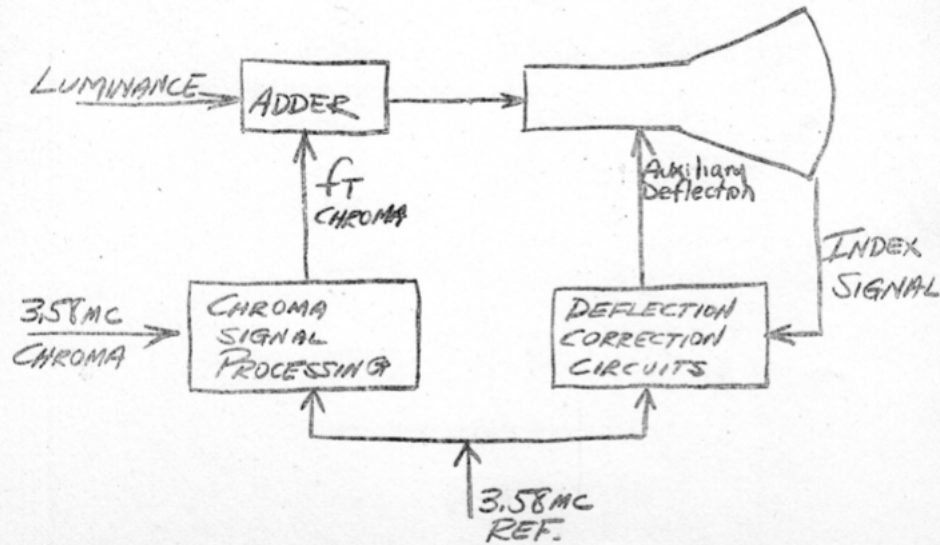 LUMINANCE
ADDER
fT
CHROMA
Auxiliary
Deflection
INDEX
SIGNAL
3.58MC
CHROMA
CHROMA
SIGNAL
PROCESSING
DEFLECTION
CORRECTION
CIRCUITS
3.58MC
REF.